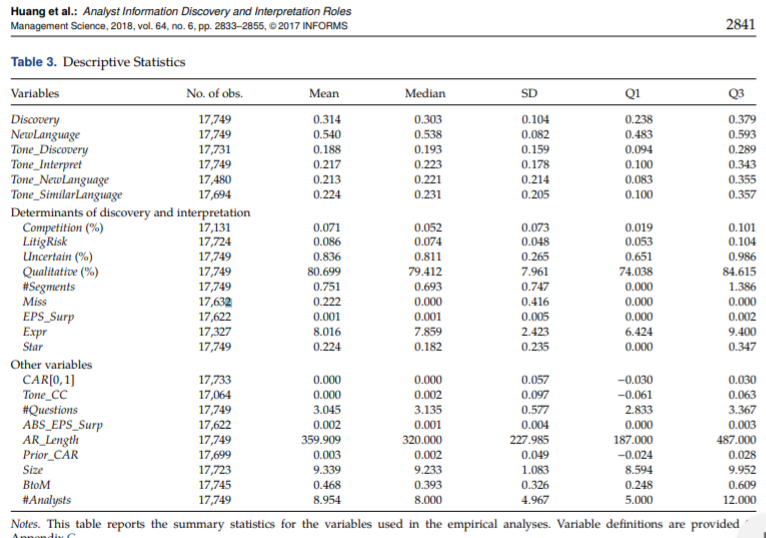 Huang et al.: Analyst Information Discovery and Interpretation Roles
Management Science, 2018, vol. 64, no. 6, pp. 2833–2855, © 2017 INFORMS 2841
Table 3. Descriptive Statistics
Variables No. of obs. Mean Median SD Q1 Q3
Discovery 17,749 0.314 0.303 0.104 0.238 0.379
NewLanguage 17,749 0.540 0.538 0.082 0.483 0.593
Tone_Discovery 17,731 0.188 0.193 0.159 0.094 0.289
Tone_Interpret 17,749 0.217 0.223 0.178 0.100 0.343
Tone_NewLanguage 17,480 0.213 0.221 0.214 0.083 0.355
Tone_SimilarLanguage 17,694 0.224 0.231 0.205 0.100 0.357
Determinants of discovery and interpretation
Competition (%) 17,131 0.071 0.052 0.073 0.019 0.101
LitigRisk 17,724 0.086 0.074 0.048 0.053 0.104
Uncertain (%) 17,749 0.836 0.811 0.265 0.651 0.986
Qualitative (%) 17,749 80.699 79.412 7.961 74.038 84.615
#Segments 17,749 0.751 0.693 0.747 0.000 1.386
Miss 17,632 0.222 0.000 0.416 0.000 0.000
EPS_Surp 17,622 0.001 0.001 0.005 0.000 0.002
Expr 17,327 8.016 7.859 2.423 6.424 9.400
Star 17,749 0.224 0.182 0.235 0.000 0.347
Other variables
CAR[0, 1] 17,733 0.000 0.000 0.057 −0.030 0.030
Tone_CC 17,064 0.000 0.002 0.097 −0.061 0.063
#Questions 17,749 3.045 3.135 0.577 2.833 3.367
ABS_EPS_Surp 17,622 0.002 0.001 0.004 0.000 0.003
AR_Length 17,749 359.909 320.000 227.985 187.000 487.000
Prior_CAR 17,699 0.003 0.002 0.049 −0.024 0.028
Size 17,723 9.339 9.233 1.083 8.594 9.952
BtoM 17,745 0.468 0.393 0.326 0.248 0.609
#Analysts 17,749 8.954 8.000 4.967 5.000 12.000
Notes. This table reports the summary statistics for the variables used in the empirical analyses. Variable definitions are provided